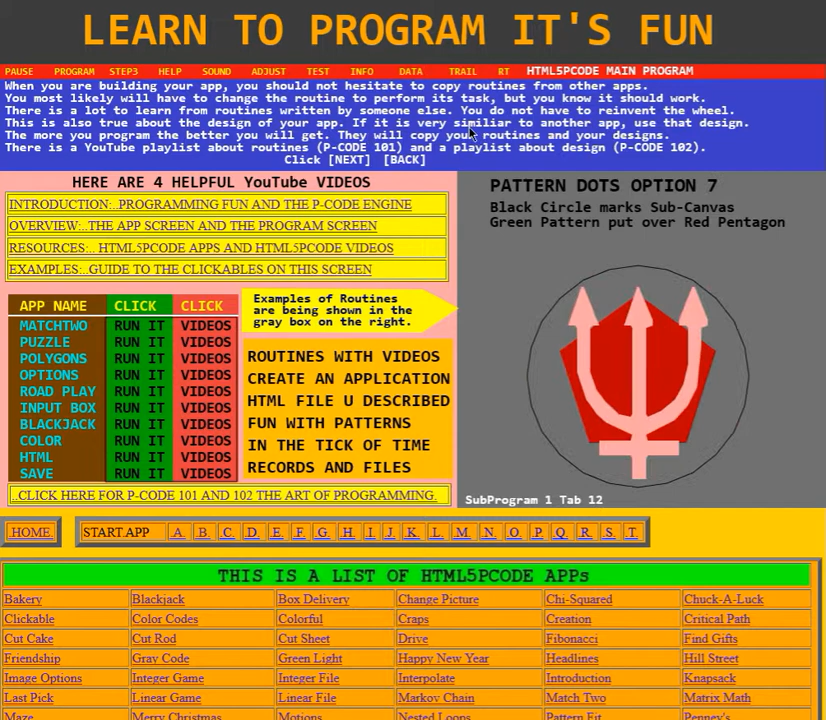 LEARN TO PROGRAM IT'S FUN
PAUSE PROGRAM STEP3 HELP SOUND ADJUST TEST INFO DATA TRAIL RT HTML5PCODE MAIN PROGRAM
When you are building your app, you should not hesitate to copy routines from other apps.
You most likely will have to change the routine to perform its task, but you know it should work.
There is a lot to learn from routines written by someone else. You do not have to reinvent the wheel.
This is also true about the design of your app. If it is very similiar to another app, use that design.
The more you program the better you will get. They will copy your routines and your designs.
There is a YouTube playlist about routines (P-CODE 101) and a playlist about design (P-CODE 102).
Click [NEXT] [BACK]
HERE ARE 4 HELPFUL YouTube VIDEOS
INTRODUCTION:..PROGRAMMING FUN AND THE P-CODE ENGINE
OVERVIEW:..THE APP SCREEN AND THE PROGRAM SCREEN
RESOURCES:.. HTML5PCODE APPS AND HTML5PCODE VIDEOS
EXAMPLES:..GUIDE TO THE CLICKABLES ON THIS SCREEN
APP NAME CLICK CLICK
MATCHTWO RUN IT VIDEOS
PUZZLE RUN IT VIDEOS
POLYGONS RUN IT VIDEOS
OPTIONS RUN IT VIDEOS
ROAD PLAY RUN IT VIDEOS
INPUT BOX RUN IT VIDEOS
BLACKJACK RUN IT VIDEOS
COLOR RUN IT VIDEOS
HTML RUN IT VIDEOS
SAVE RUN IT VIDEOS
Examples of Routines
are being shown in the
gray box on the right.
ROUTINES WITH VIDEOS
CREATE AN APPLICATION
HTML FILE U DESCRIBED
FUN WITH PATTERNS
IN THE TICK OF TIME
RECORDS AND FILES
..CLICK HERE FOR P-CODE 101 AND 102 THE ART OF PROGRAMMING.
PATTERN DOTS OPTION 7
Black Circle marks Sub-Canvas
Green Pattern put over Red Pentagon
SubProgram 1 Tab 12
.HOME. START.APP .A. .B. .C. .D. .E. .F. .G. .H. .I. .J. .K. .L. .M. .N. .O. .P. .Q. .R. .S. .T.
THIS IS A LIST OF HTML5PCODE APPs
Bakery Blackjack Box Delivery Change Picture Chi-Squared Chuck-A-Luck
Clickable Color Codes Colorful Craps Creation Critical Path
Cut Cake Cut Rod Cut Sheet Drive Fibonacci Find Gifts
Friendship Gray Code Green Light Happy New Year Headlines Hill Street
Image Options Integer Game Integer File Interpolate Introduction Knapsack
Last Pick Linear Game Linear File Markov Chain Match Two Matrix Math
Maze Merry Christmas Motions Nested Loops Pattern Fit Penney's